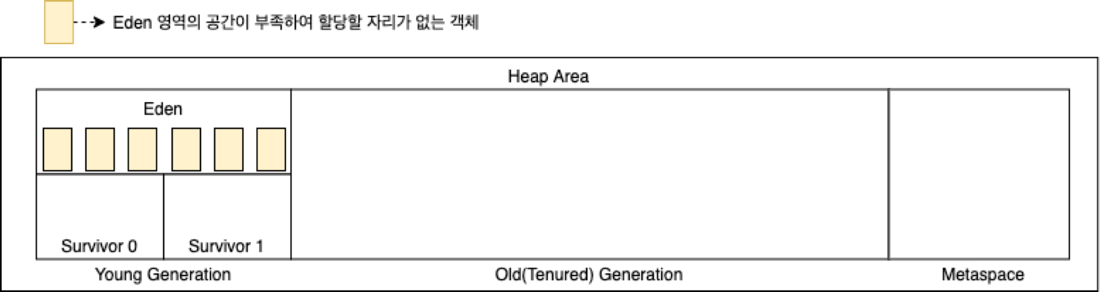 Eden 영역의 공간이 부족하여 할당할 자리가 없는 객체
Heap Area
Eden
Survivor 0
Survivor 1
Young Generation
Old(Tenured) Generation
Metaspace